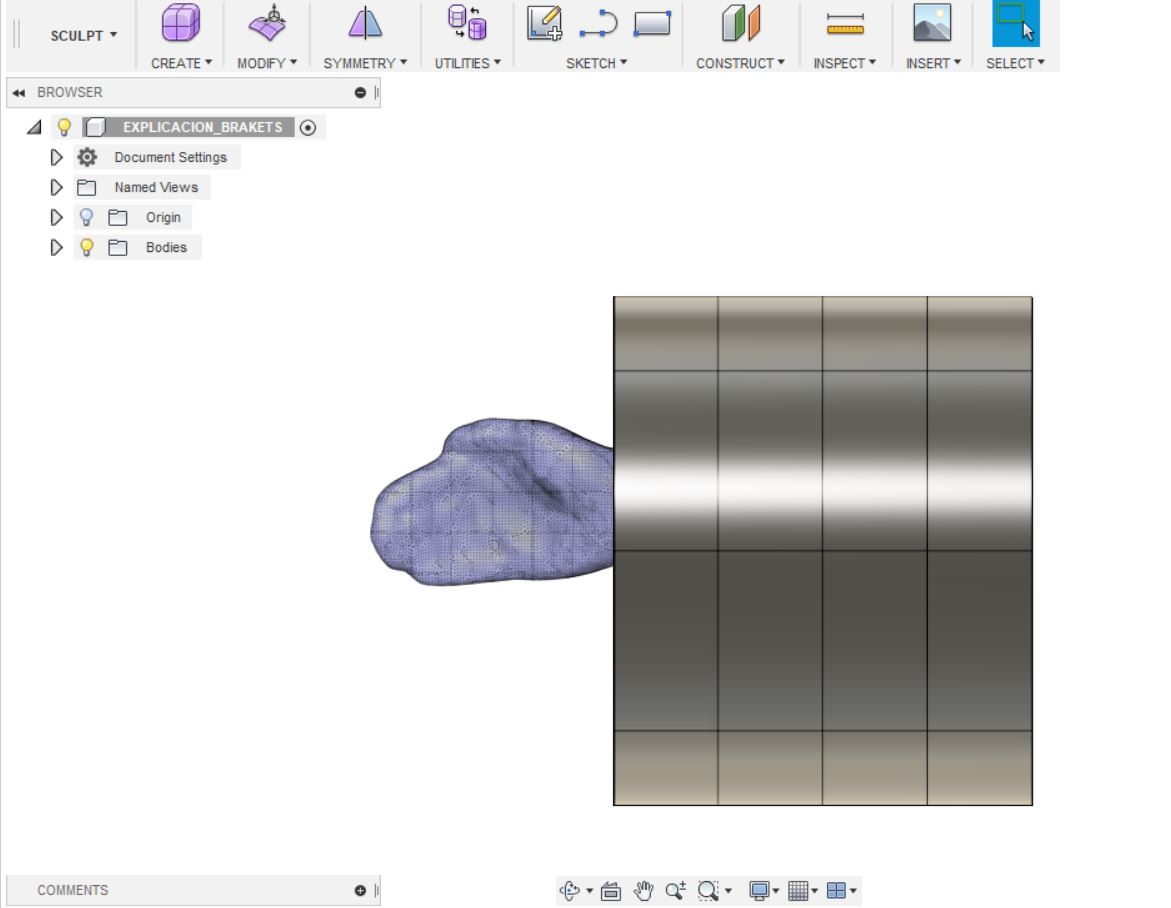 SCULPT
CREATE MODIFY SYMMETRY UTILITIES SKETCH CONSTRUCT INSPECT INSERT SELECT
BROWSER
EXPLICACION_BRAKETS
Document Settings
Named Views
Origin
Bodies
COMMENTS